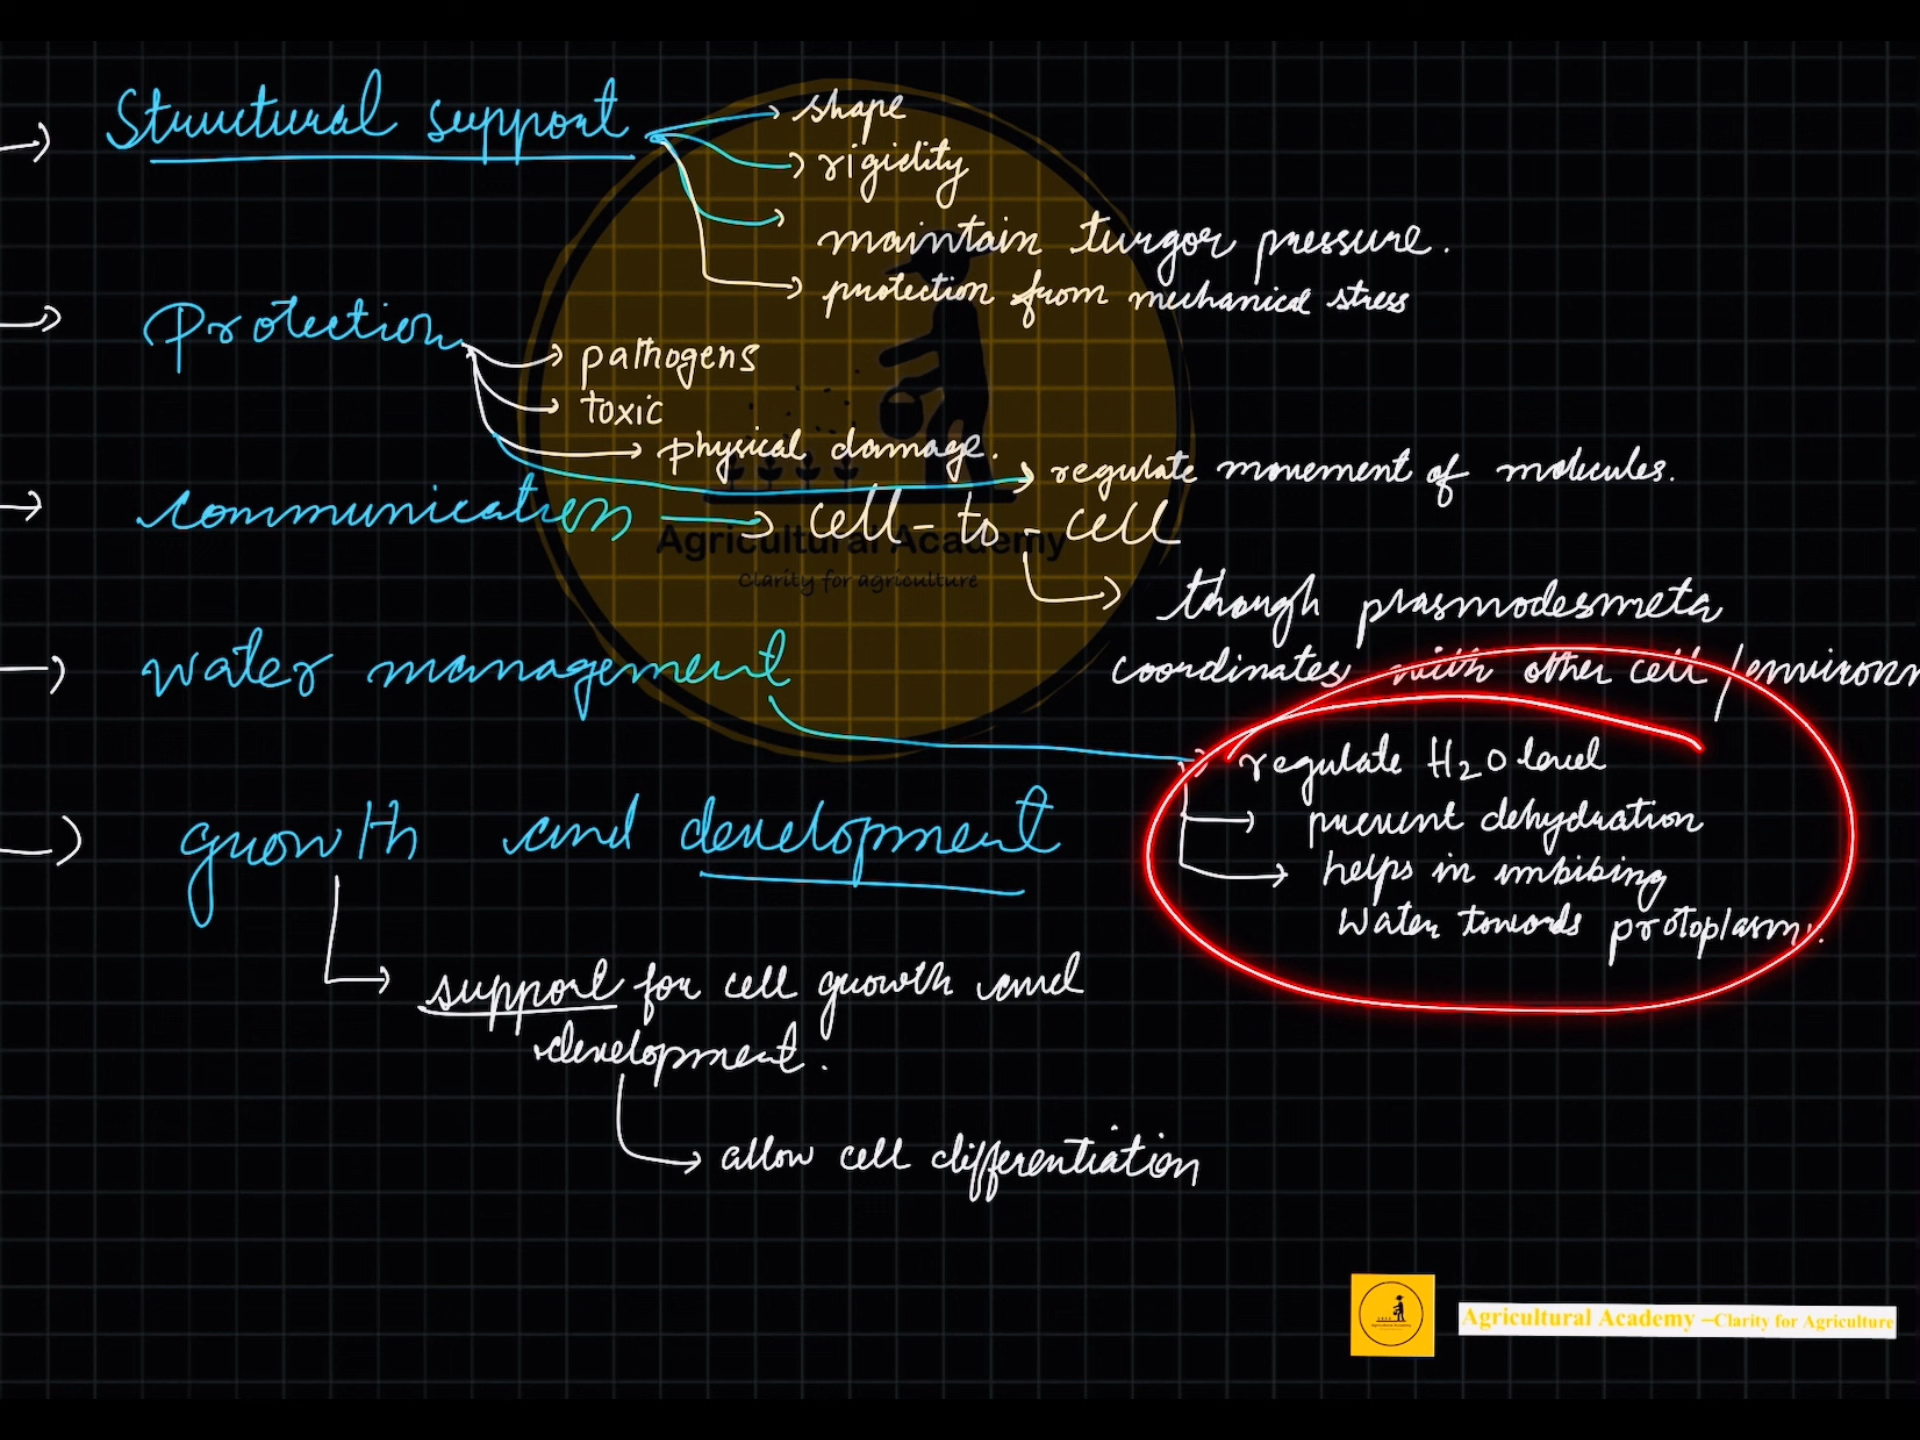 Structural support
shape
rigidity
maintain turgor pressure.
protection from mechanical stress
Protection
pathogens
toxic
physical damage.
regulate movement of molecules.
communication
cell-to-cell
though plasmodesmeta
coordinates with other cell/environm
water management
regulate H2O level
prevent dehydration
helps in imbibing
water towards protoplasm.
growth and development
support for cell growth and
development.
allow cell differentiation
Agricultural Academy
Clarity for agriculture
Agricultural Academy –Clarity for Agriculture